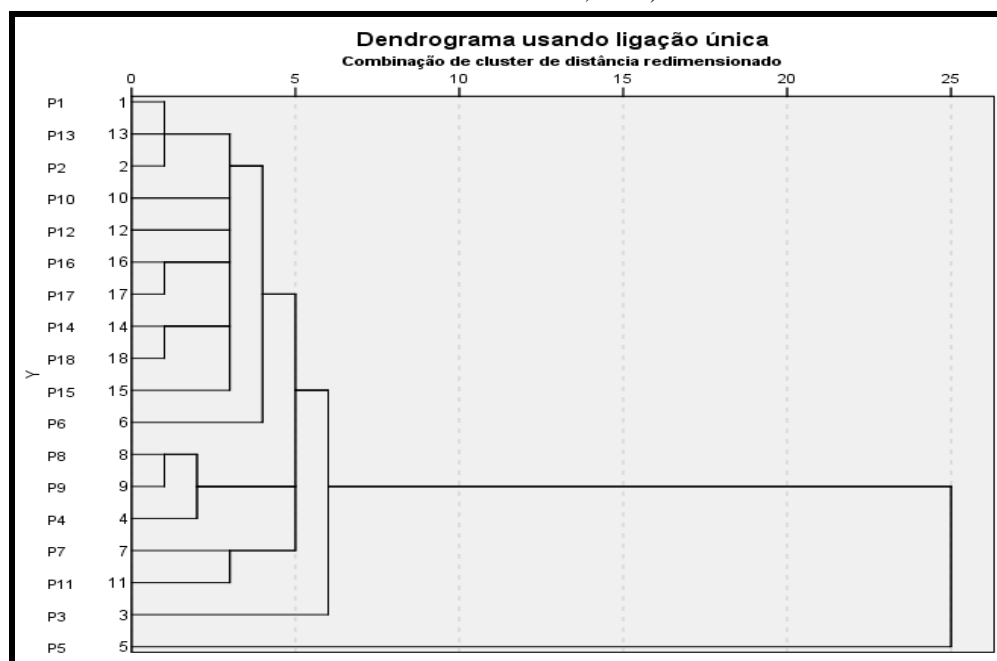 Dendrograma usando ligação única
Combinação de cluster de distância redimensionado
0 5 10 15 20 25
P1 1
P13 13
P2 2
P10 10
P12 12
P16 16
P17 17
P14 14
P18 18
Y
P15 15
P6 6
P8 8
P9 9
P4 4
P7 7
P11 11
P3 3
P5 5